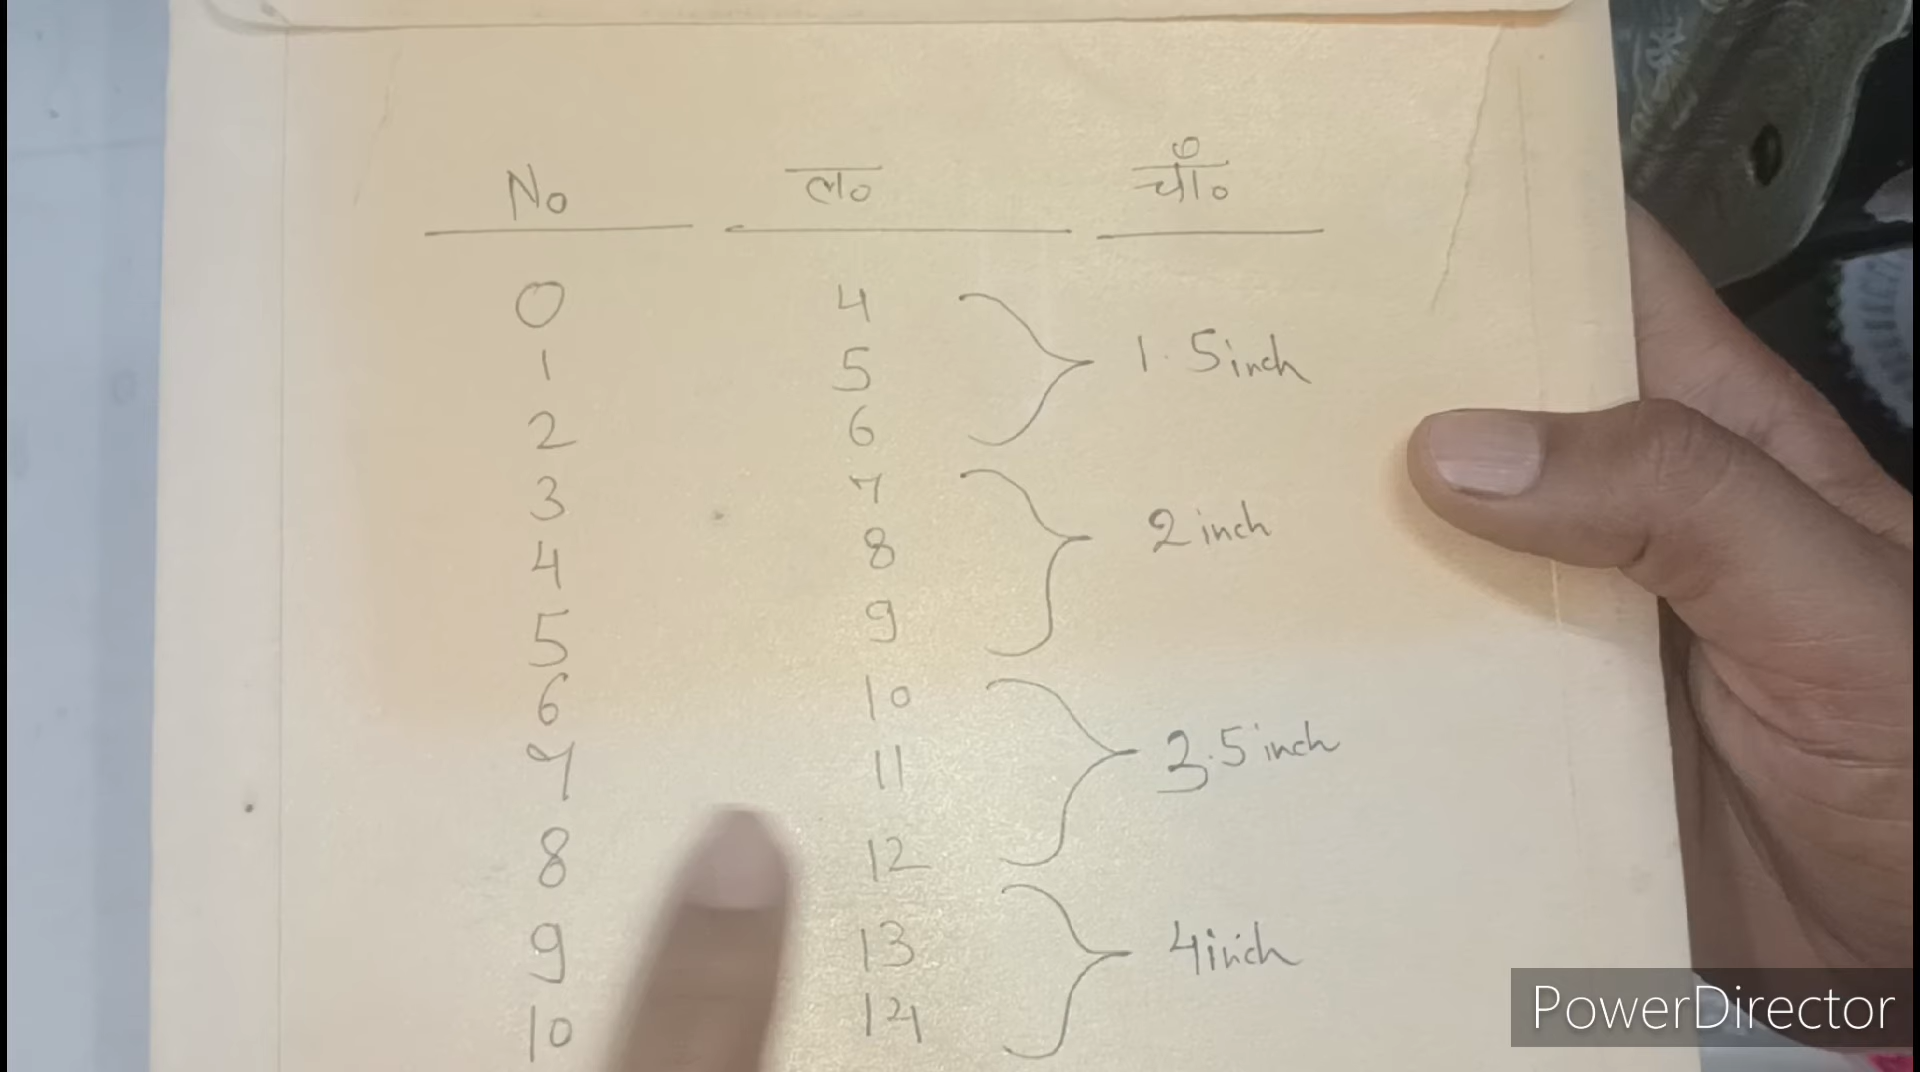 No ल० चौ०
0 4
1 5 1.5 inch
2 6
3 7
4 8 2 inch
5 9
6 10
7 11 3.5 inch
8 12
9 13 4 inch
10 14
PowerDirector